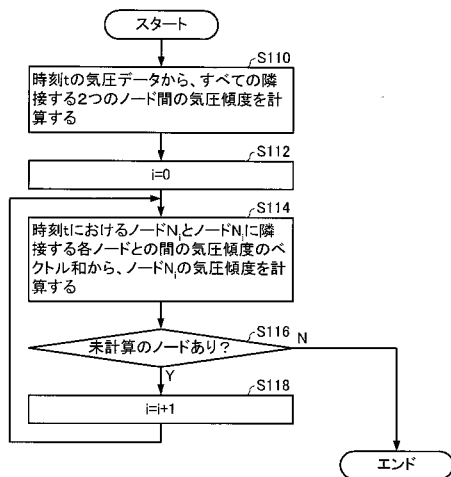 スタート
S110
時刻tの気圧データから、すべての隣
接する2つのノード間の気圧傾度を計
算する
S112
i=0
S114
時刻tにおけるノードNiとノードNiに隣
接する各ノードとの間の気圧傾度のベ
クトル和から、ノードNiの気圧傾度を計
算する
S116
未計算のノードあり?
N
Y
S118
i=i+1
エンド